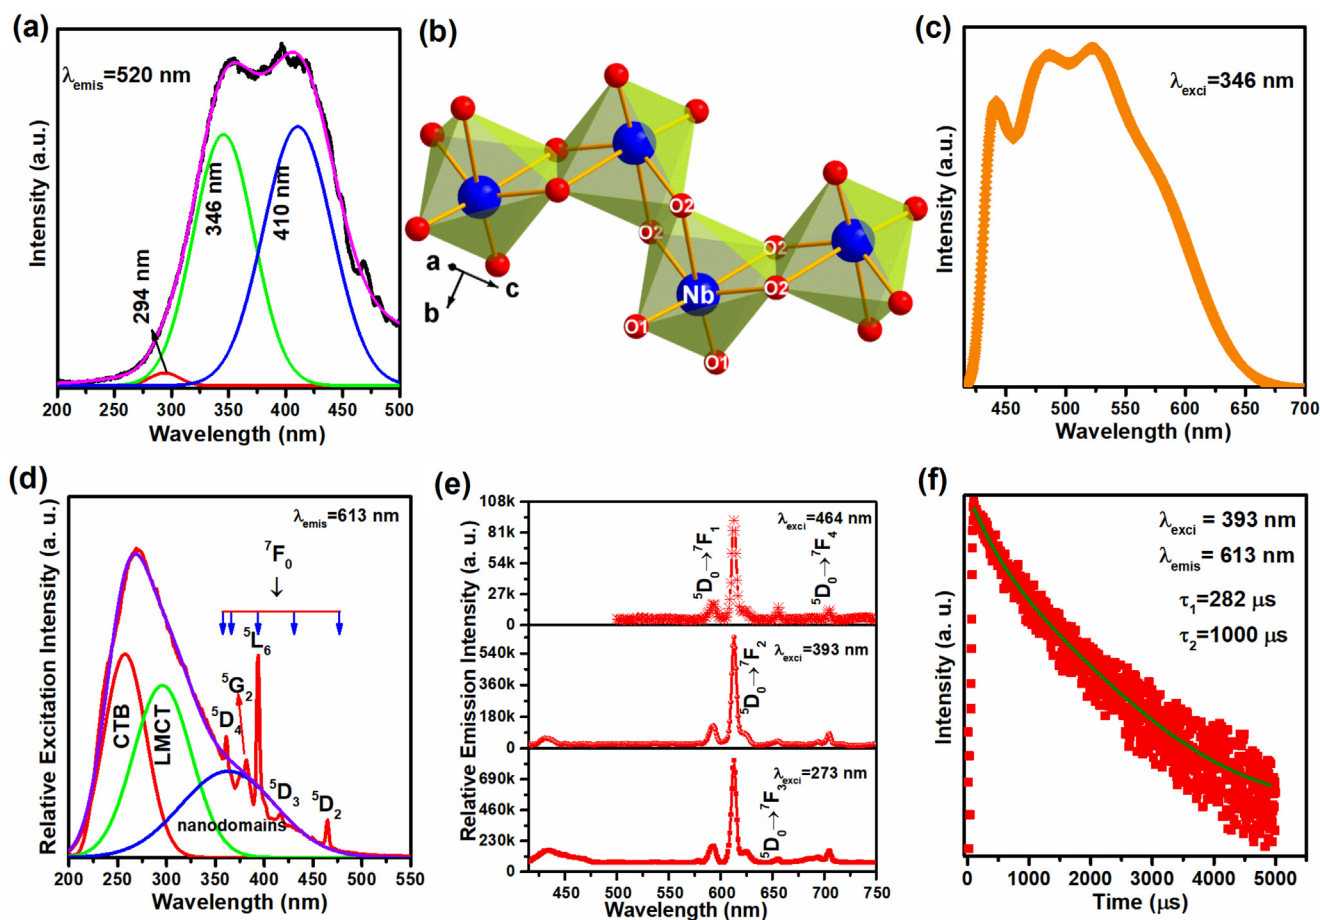 (a)
λemis=520 nm
294 nm
346 nm
410 nm
Intensity (a.u.)
200 250 300 350 400 450 500
Wavelength (nm)
(b)
O2
O2
O2
O2
Nb
O1
O1
a
b
c
(c)
λexci=346 nm
Intensity (a.u.)
450 500 550 600 650 700
Wavelength (nm)
(d)
λemis=613 nm
⁷F₀
↓
⁵L₆
⁵G₂
⁵D₄
⁵D₃
⁵D₂
CTB
LMCT
nanodomains
Relative Excitation Intensity (a. u.)
200 250 300 350 400 450 500 550
Wavelength (nm)
(e)
108k
81k
54k
27k
0
λexci=464 nm
⁵D₀→⁷F₁
⁵D₀→⁷F₄
540k
360k
180k
0
λexci=393 nm
⁵D₀→⁷F₂
690k
460k
230k
0
λexci=273 nm
⁵D₀→⁷F₃
Relative Emission Intensity (a. u.)
450 500 550 600 650 700 750
Wavelength (nm)
(f)
λexci = 393 nm
λemis = 613 nm
τ₁=282 μs
τ₂=1000 μs
Intensity (a. u.)
0 1000 2000 3000 4000 5000
Time (μs)